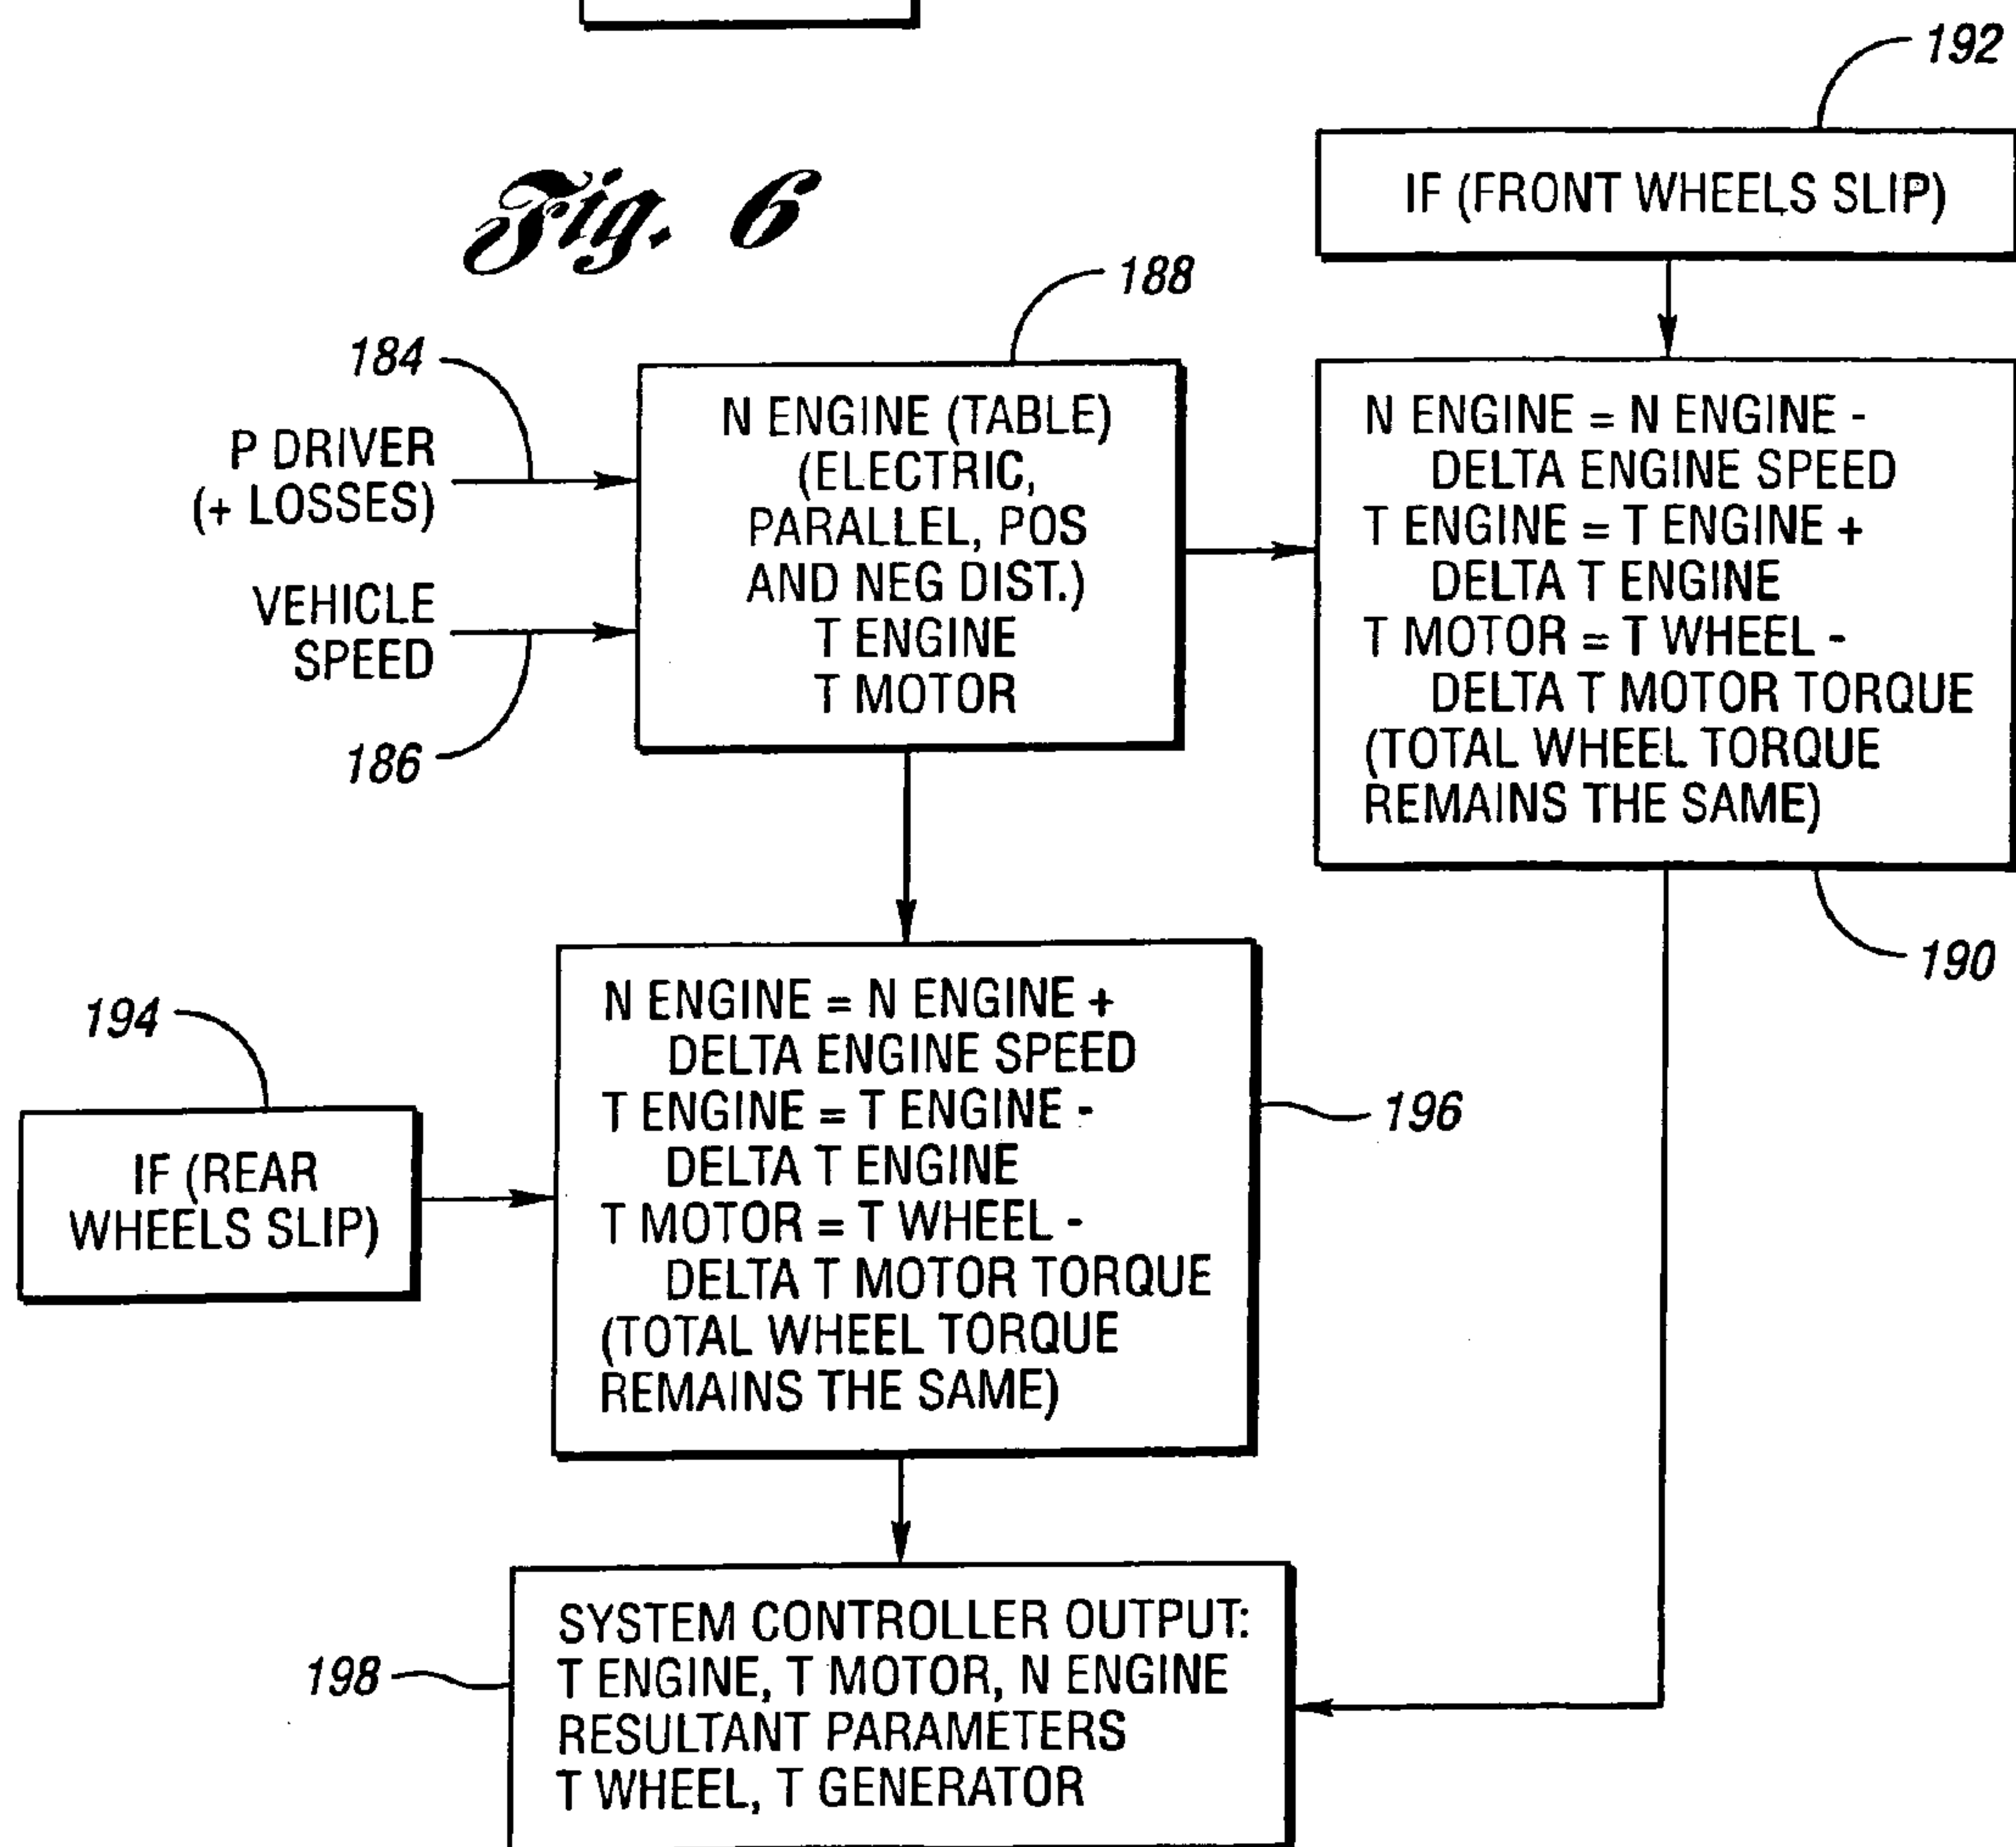 192
IF (FRONT WHEELS SLIP)
Fig. 6
188
184
P DRIVER
(+ LOSSES)
VEHICLE
SPEED
186
N ENGINE (TABLE)
(ELECTRIC,
PARALLEL, POS
AND NEG DIST.)
T ENGINE
T MOTOR
N ENGINE = N ENGINE -
DELTA ENGINE SPEED
T ENGINE = T ENGINE +
DELTA T ENGINE
T MOTOR = T WHEEL -
DELTA T MOTOR TORQUE
(TOTAL WHEEL TORQUE
REMAINS THE SAME)
190
194
IF (REAR
WHEELS SLIP)
N ENGINE = N ENGINE +
DELTA ENGINE SPEED
T ENGINE = T ENGINE -
DELTA T ENGINE
T MOTOR = T WHEEL -
DELTA T MOTOR TORQUE
(TOTAL WHEEL TORQUE
REMAINS THE SAME)
196
198
SYSTEM CONTROLLER OUTPUT:
T ENGINE, T MOTOR, N ENGINE
RESULTANT PARAMETERS
T WHEEL, T GENERATOR